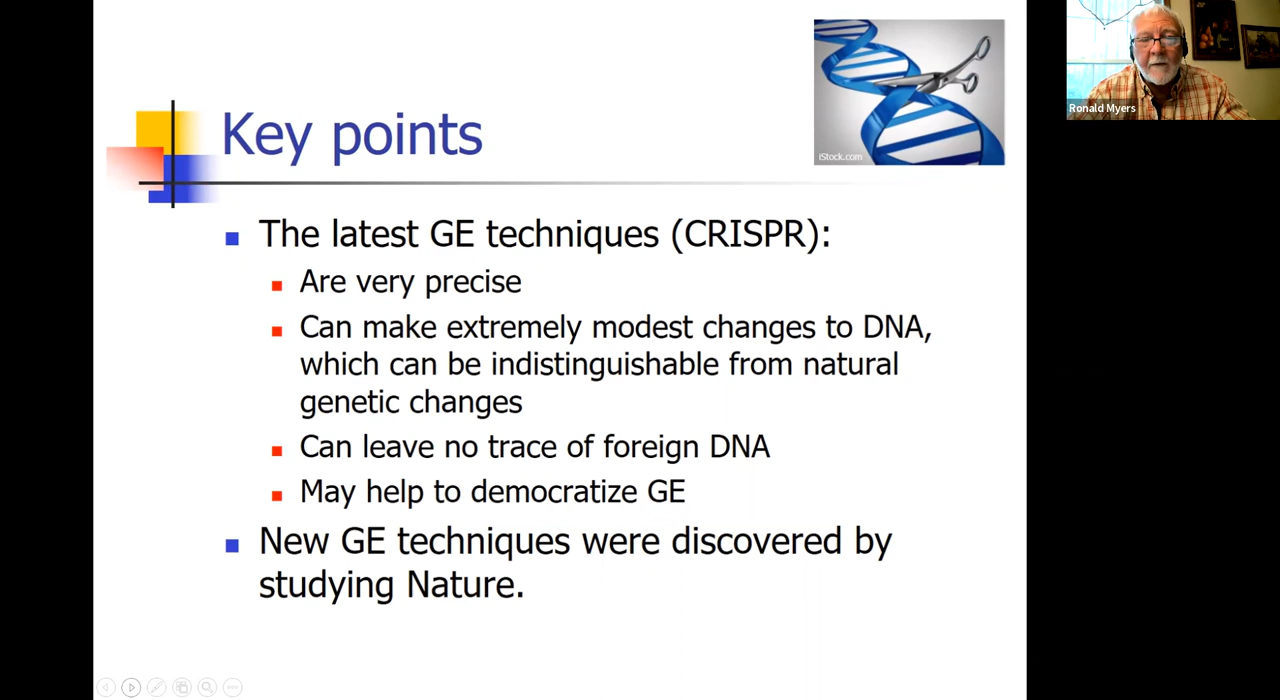 Key points
iStock.com
Ronald Myers
The latest GE techniques (CRISPR):
Are very precise
Can make extremely modest changes to DNA,
which can be indistinguishable from natural
genetic changes
Can leave no trace of foreign DNA
May help to democratize GE
New GE techniques were discovered by
studying Nature.